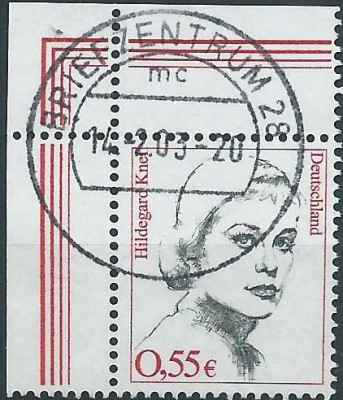 BRIEFZENTRUM 28
mc
14.-2.03-20
Hildegard Knef
Deutschland
0,55€